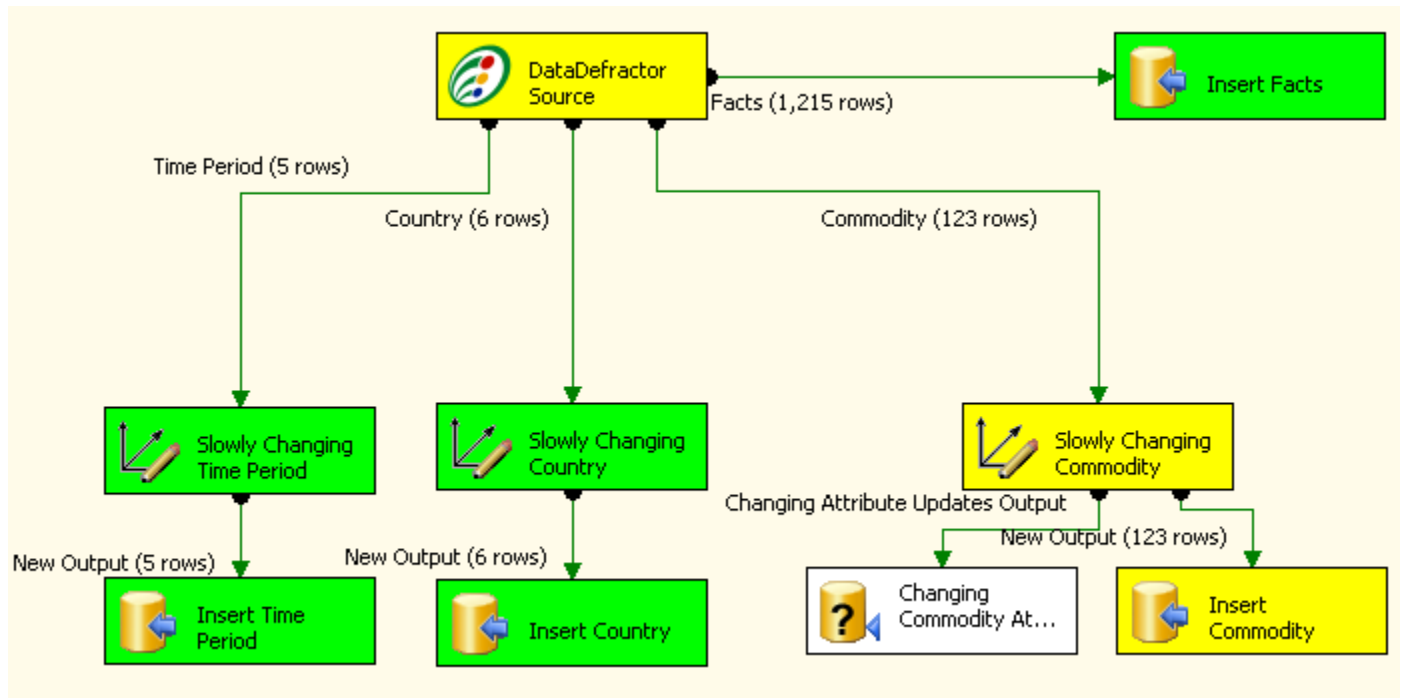 DataDefractor
Source
Facts (1,215 rows)
Insert Facts
Time Period (5 rows)
Country (6 rows)
Commodity (123 rows)
Slowly Changing
Time Period
Slowly Changing
Country
Slowly Changing
Commodity
Changing Attribute Updates Output
New Output (5 rows)
New Output (6 rows)
New Output (123 rows)
Insert Time
Period
Insert Country
?
Changing
Commodity At...
Insert
Commodity